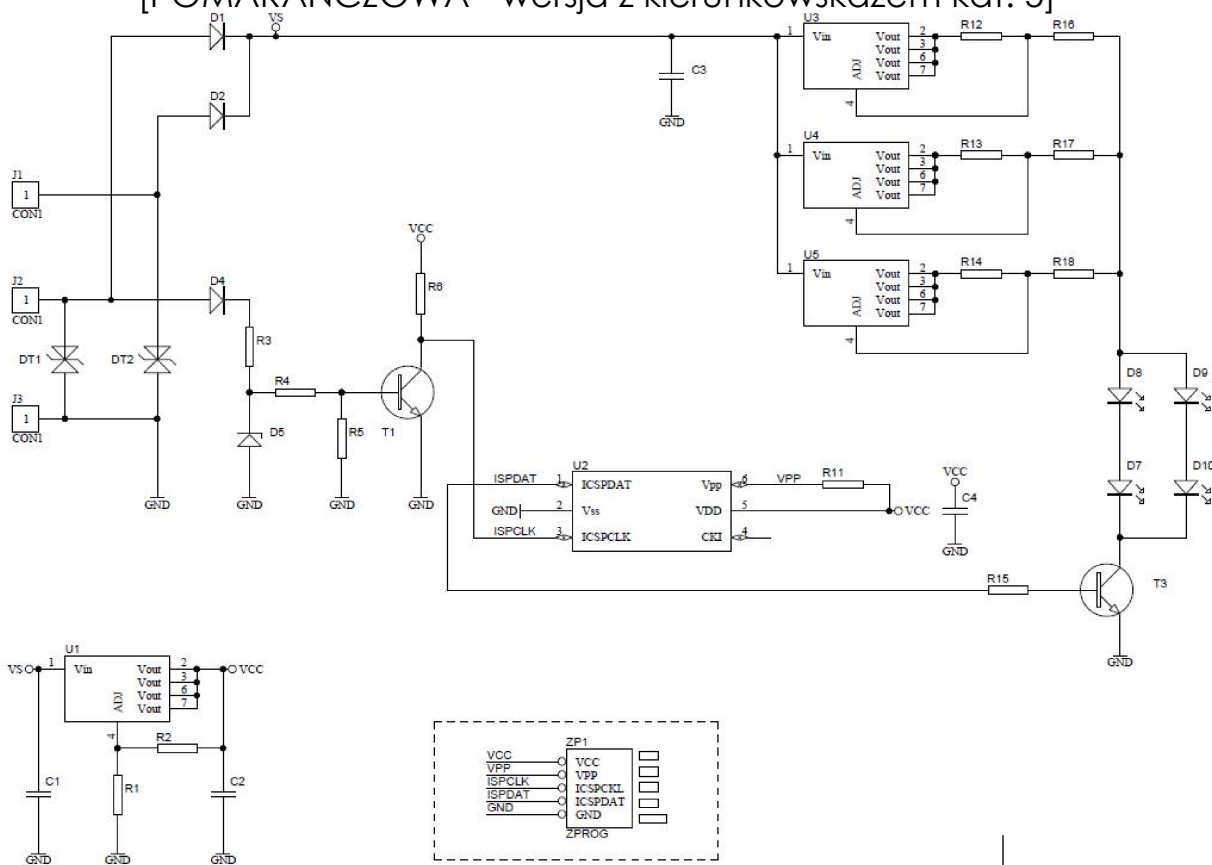 [POMARAŃCZOWA - wersja z kierunkowskazem kat. 5]
D1
VS
D2
C3
GND
U3
1
Vin
Vout 2
Vout 3
Vout 6
Vout 7
ADJ
4
R12
R16
U4
1
Vin
Vout 2
Vout 3
Vout 6
Vout 7
ADJ
4
R13
R17
U5
1
Vin
Vout 2
Vout 3
Vout 6
Vout 7
ADJ
4
R14
R18
J1
1
CON1
J2
1
CON1
J3
1
CON1
DT1
DT2
GND
D4
R3
R4
D5
GND
R5
GND
VCC
R6
T1
GND
D8
D9
D7
D10
T3
GND
R15
U2
ISPDAT 1 ICSPDAT
GND 2 Vss
ISPCLK 3 ICSPCLK
Vpp 6 VPP
R11
VDD 5
VCC
CKI 4
VCC
C4
GND
U1
VS 1 Vin
Vout 2
VCC
Vout 3
Vout 6
Vout 7
ADJ
4
R2
C1
R1
C2
GND
GND
GND
ZP1
VCC VCC
VPP VPP
ISPCLK ICSPCKL
ISPDAT ICSPDAT
GND GND
ZPROG